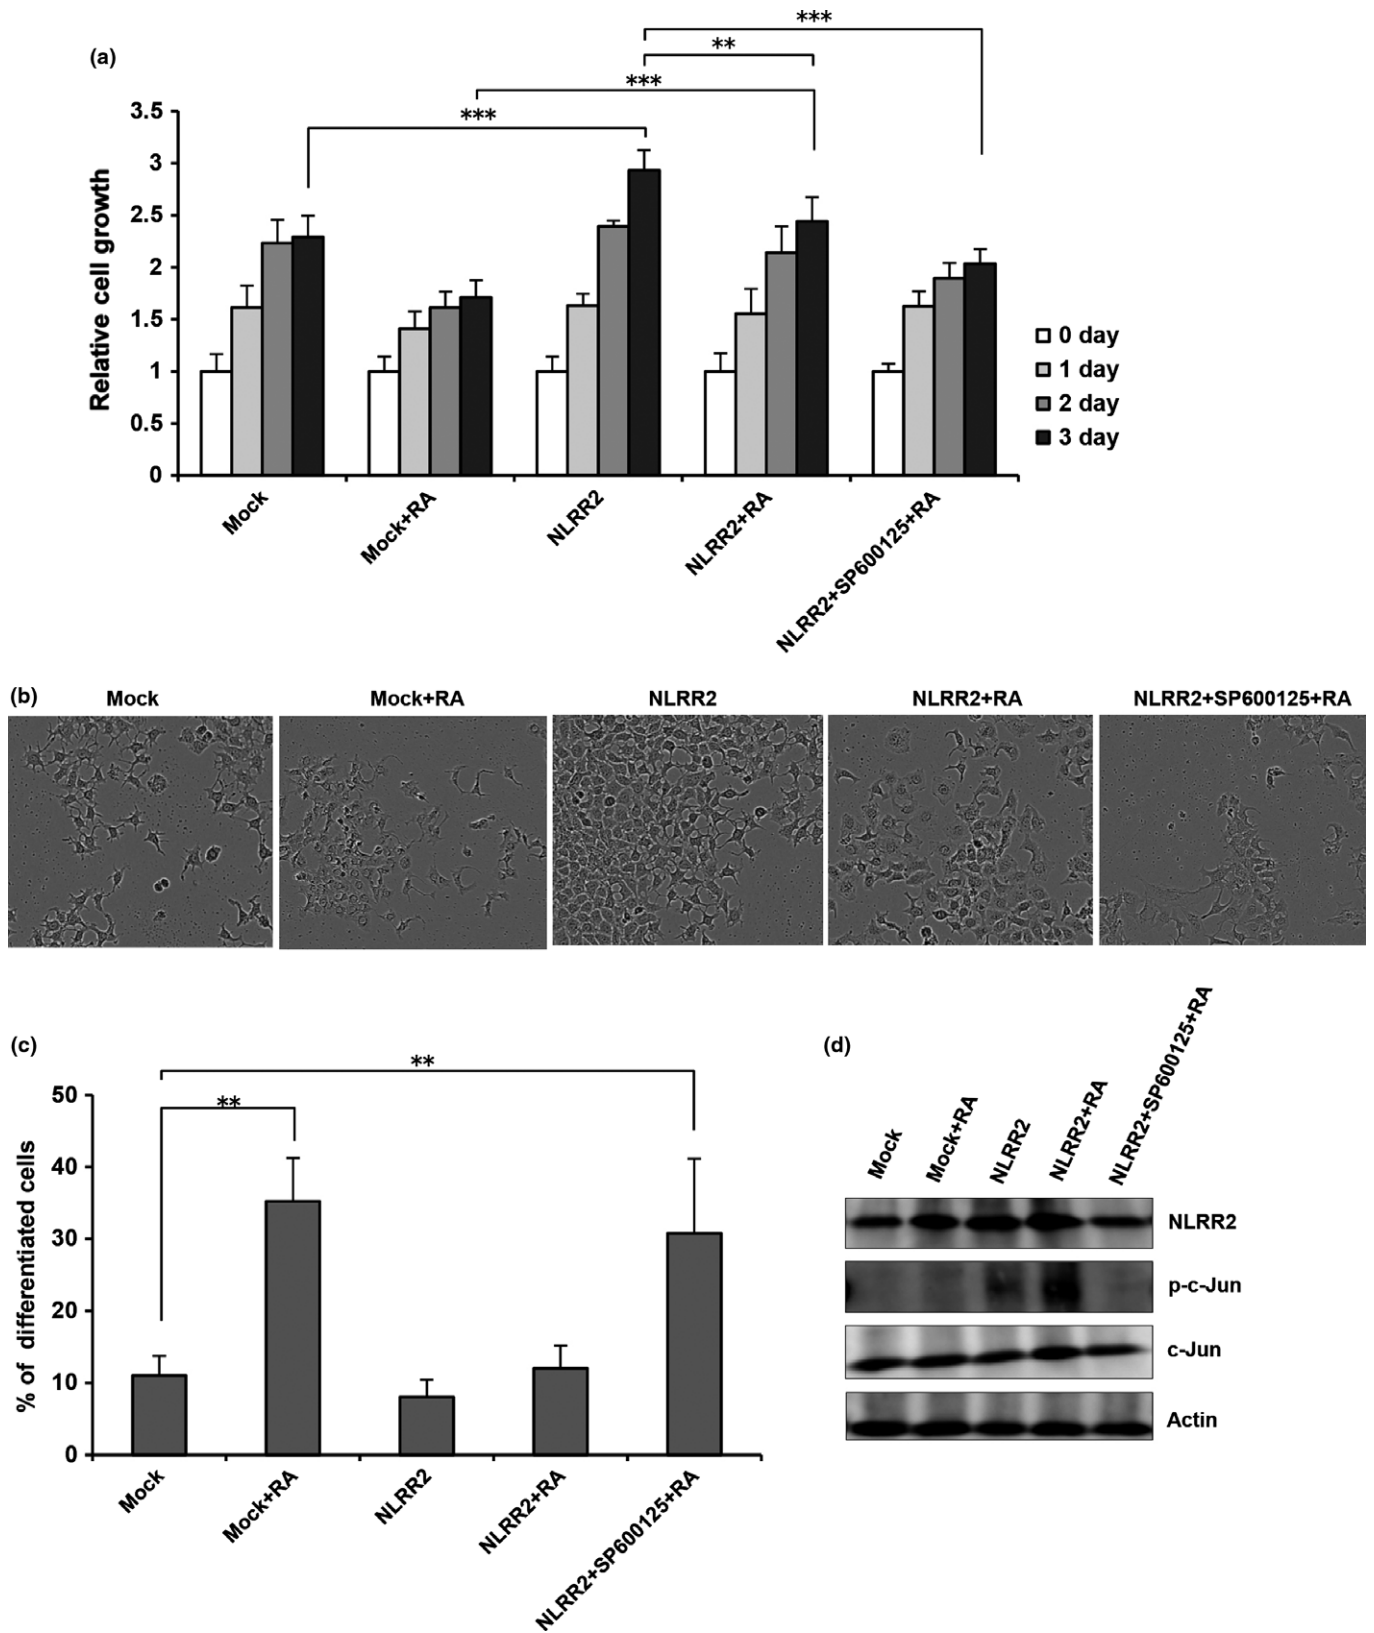 (a)
***
**
***
***
3.5
3
2.5
2
1.5
1
0.5
0
Relative cell growth
0 day
1 day
2 day
3 day
Mock
Mock+RA
NLRR2
NLRR2+RA
NLRR2+SP600125+RA
(b)
Mock
Mock+RA
NLRR2
NLRR2+RA
NLRR2+SP600125+RA
(c)
**
**
50
40
30
20
10
0
% of differentiated cells
Mock
Mock+RA
NLRR2
NLRR2+RA
NLRR2+SP600125+RA
(d)
Mock
Mock+RA
NLRR2
NLRR2+RA
NLRR2+SP600125+RA
NLRR2
p-c-Jun
c-Jun
Actin